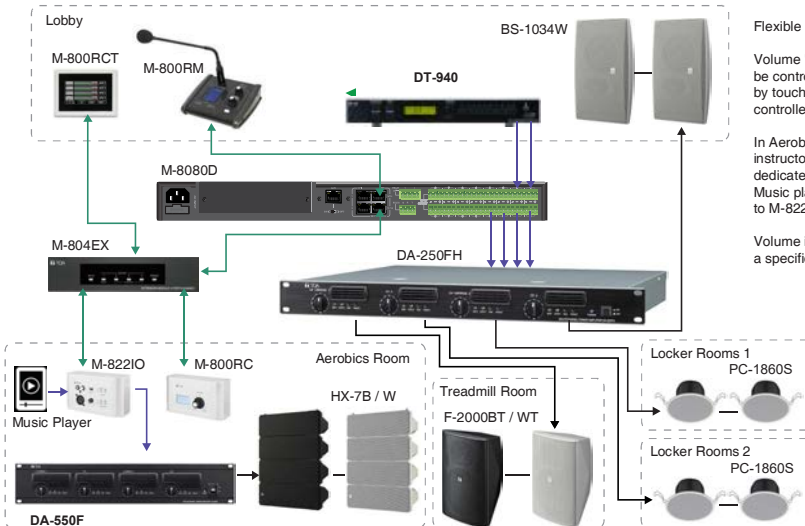 Lobby
M-800RCT
M-800RM
DT-940
BS-1034W
Flexible
Volume
be contr
by touch
controlle
In Aerob
instructo
dedicate
Music pla
to M-822
Volume i
a specifi
M-8080D
M-804EX
DA-250FH
M-822IO
M-800RC
Aerobics Room
Music Player
HX-7B / W
DA-550F
Treadmill Room
F-2000BT / WT
Locker Rooms 1
PC-1860S
Locker Rooms 2
PC-1860S